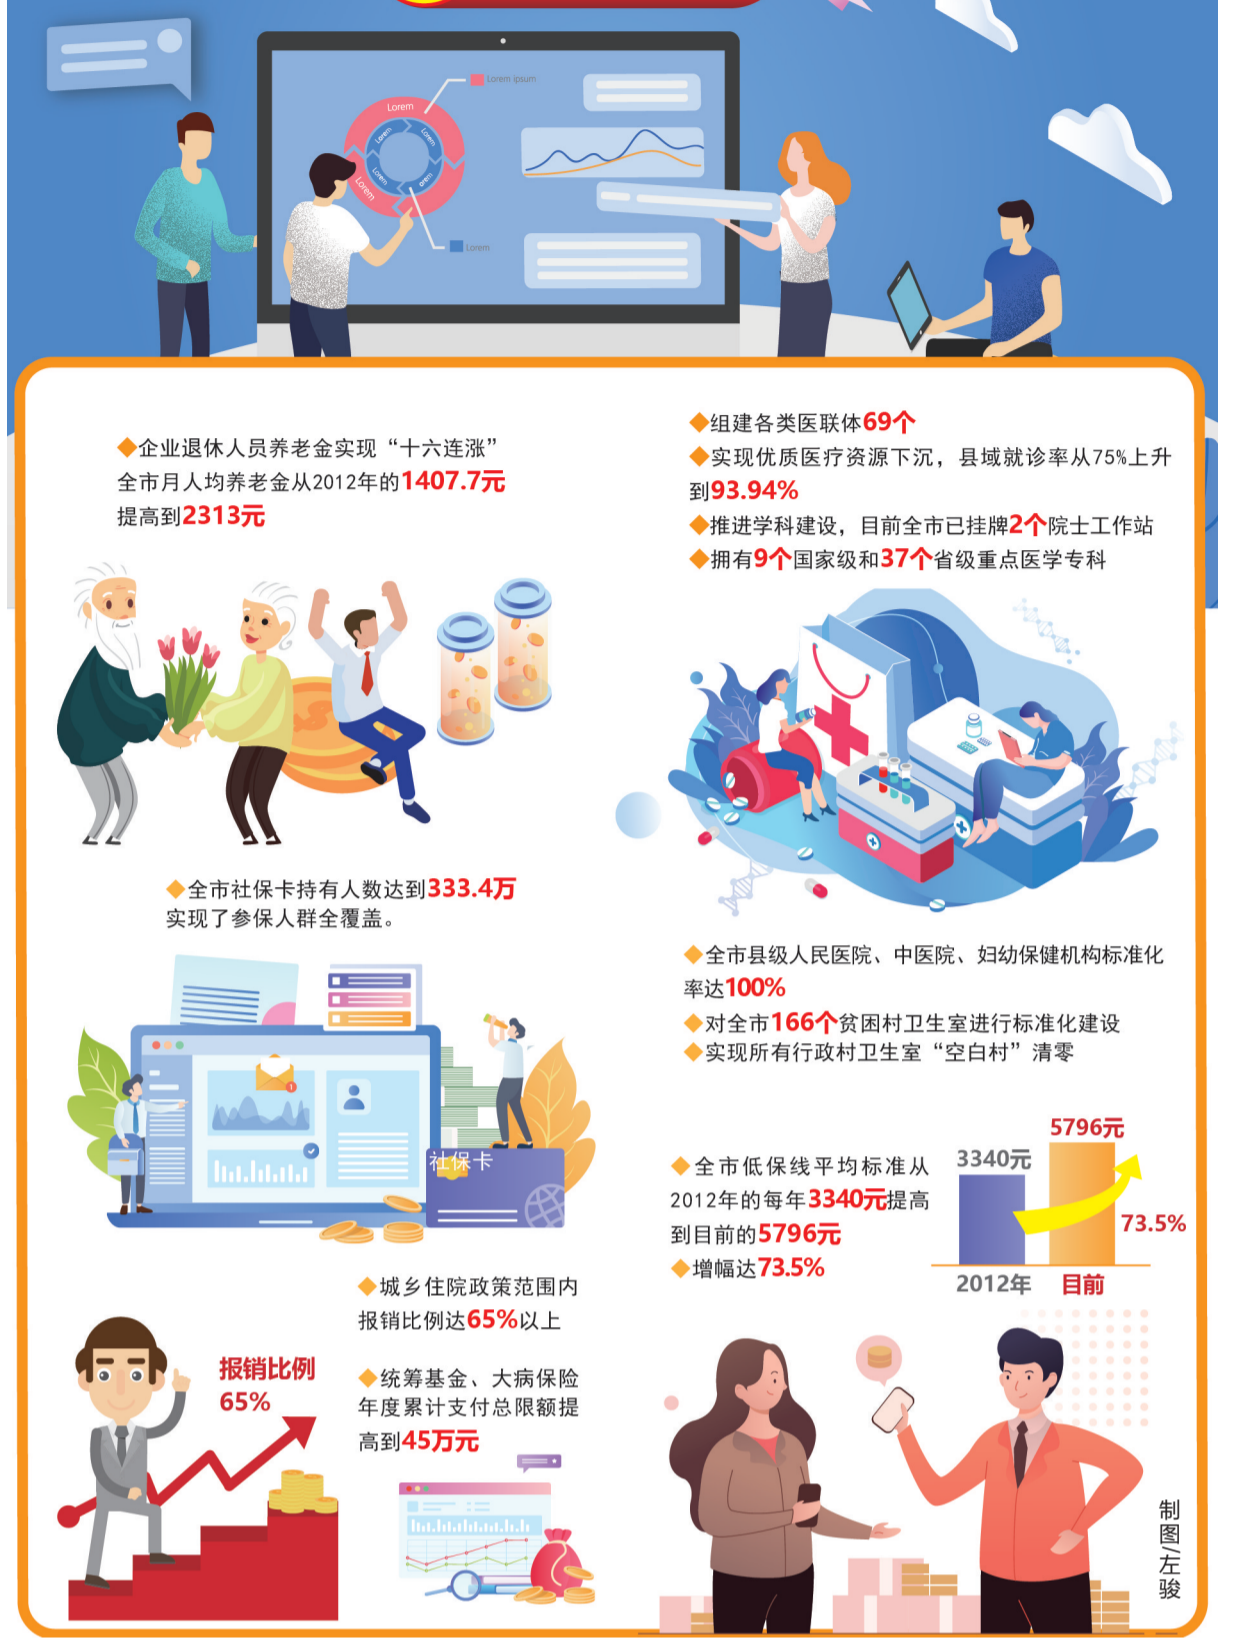 Lorem ipsum
Lorem
Lorem
Lorem
Lorem
Lorem
orem
Lorem
◆企业退休人员养老金实现“十六连涨”
全市月人均养老金从2012年的1407.7元
提高到2313元
◆组建各类医联体69个
◆实现优质医疗资源下沉，县域就诊率从75%上升
到93.94%
◆推进学科建设，目前全市已挂牌2个院士工作站
◆拥有9个国家级和37个省级重点医学专科
◆全市社保卡持有人数达到333.4万
实现了参保人群全覆盖。
社保卡
1
◆全市县级人民医院、中医院、妇幼保健机构标准化
率达100%
◆对全市166个贫困村卫生室进行标准化建设
◆实现所有行政村卫生室“空白村”清零
◆全市低保线平均标准从
2012年的每年3340元提高
到目前的5796元
◆增幅达73.5%
5796元
3340元
73.5%
2012年 目前
◆城乡住院政策范围内
报销比例达65%以上
◆统筹基金、大病保险
年度累计支付总限额提
高到45万元
报销比例
65%
制图/左骏